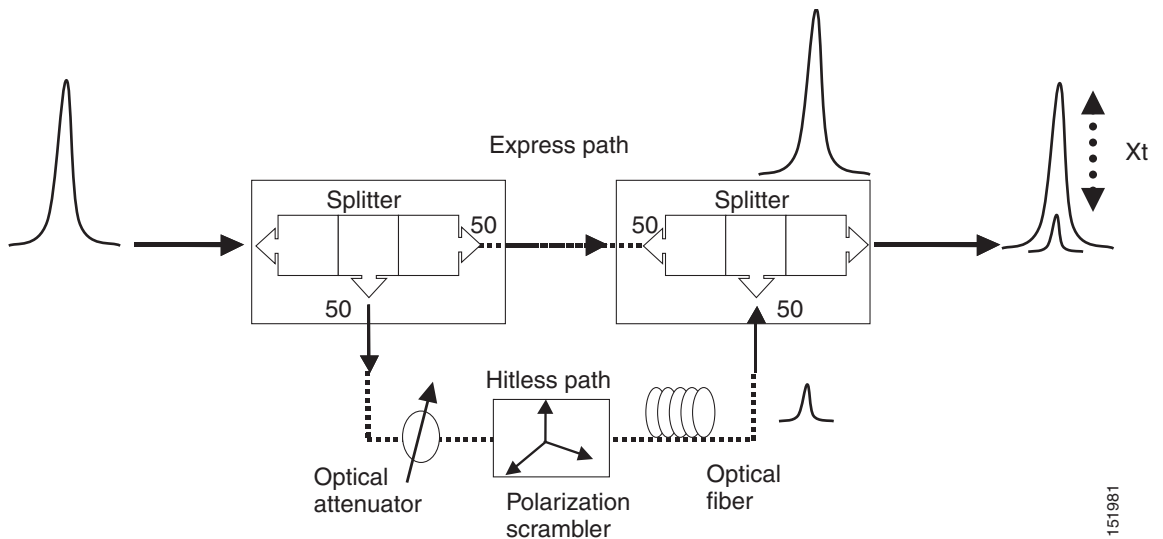 Express path
Xt
Splitter
Splitter
50
50
50
50
Hitless path
Optical
attenuator
Polarization
scrambler
Optical
fiber
151981